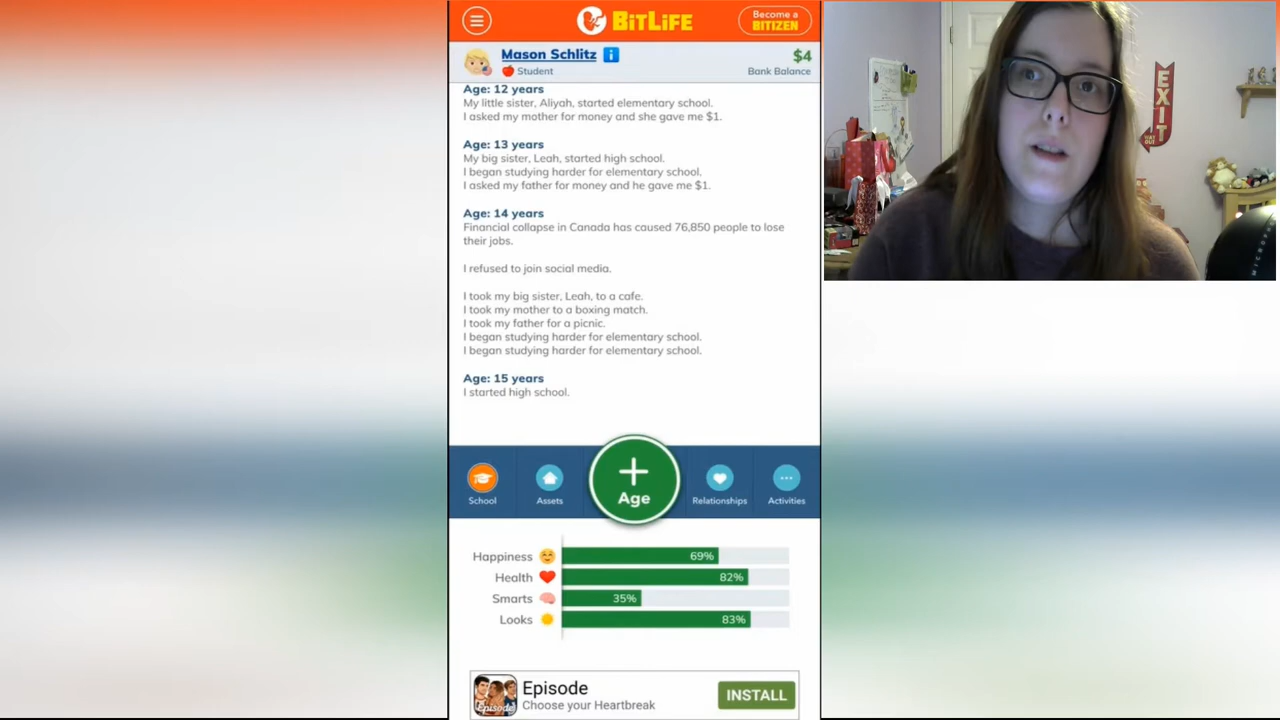 BitLife
Become a
BITIZEN
Mason Schlitz i
Student
$4
Bank Balance
Age: 12 years
My little sister, Aliyah, started elementary school.
I asked my mother for money and she gave me $1.
Age: 13 years
My big sister, Leah, started high school.
I began studying harder for elementary school.
I asked my father for money and he gave me $1.
Age: 14 years
Financial collapse in Canada has caused 76,850 people to lose
their jobs.
I refused to join social media.
I took my big sister, Leah, to a cafe.
I took my mother to a boxing match.
I took my father for a picnic.
I began studying harder for elementary school.
I began studying harder for elementary school.
Age: 15 years
I started high school.
School
Assets
+
Age
Relationships
Activities
Happiness 69%
Health 82%
Smarts 35%
Looks 83%
Episode
Episode
Choose your Heartbreak
INSTALL
EXIT